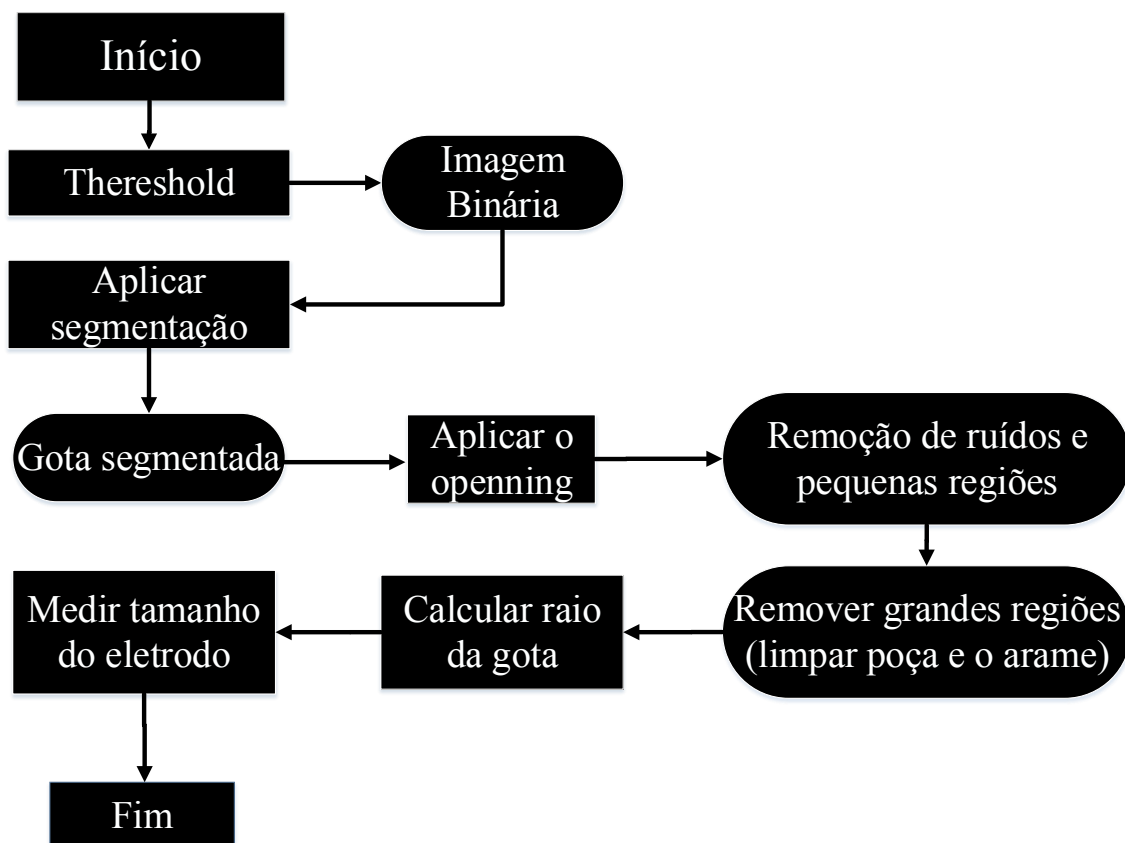 Início
Thereshold
Imagem
Binária
Aplicar
segmentação
Gota segmentada
Aplicar o
openning
Remoção de ruídos e
pequenas regiões
Remover grandes regiões
(limpar poça e o arame)
Calcular raio
da gota
Medir tamanho
do eletrodo
Fim